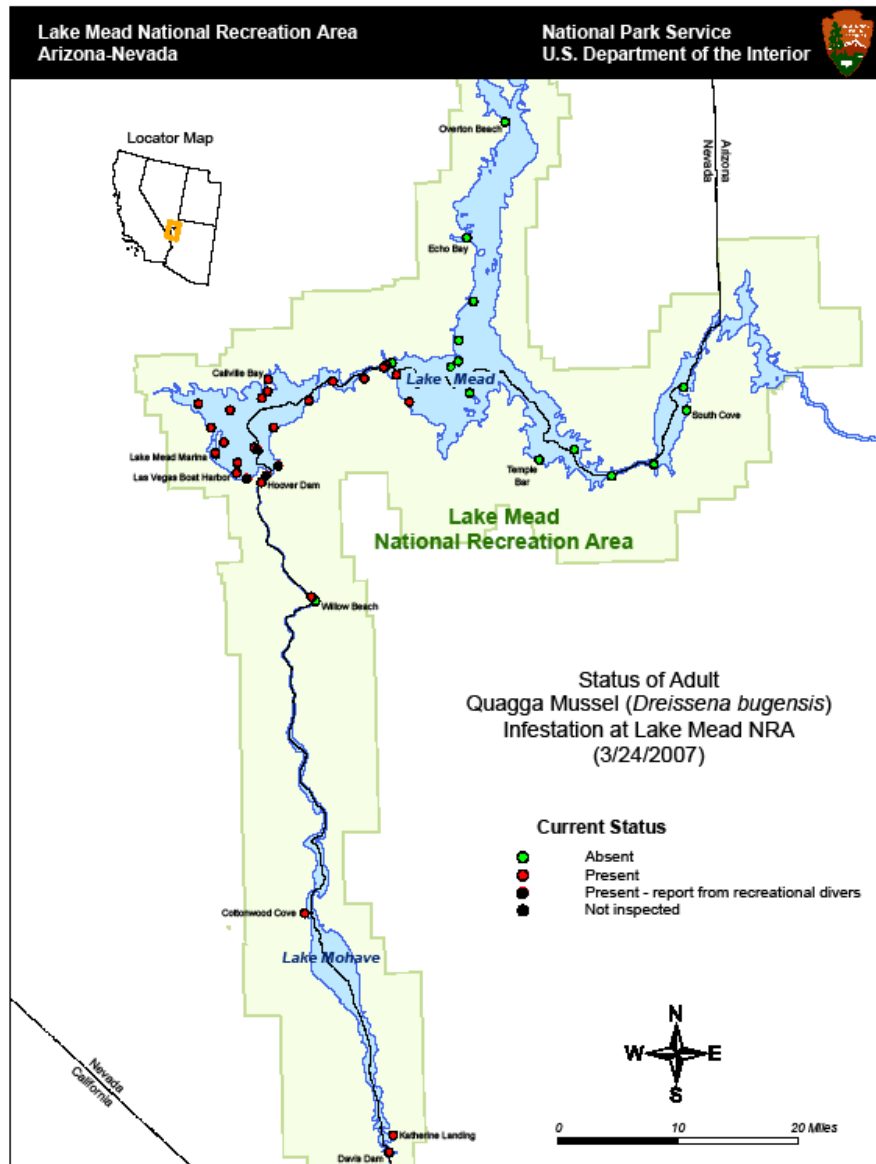 Lake Mead National Recreation Area
Arizona-Nevada
National Park Service
U.S. Department of the Interior
Locator Map
Overton Beach
Arizona
Nevada
Echo Bay
Callville Bay
Lake Mead
South Cove
Lake Mead Marina
Temple
Bar
Las Vegas Boat Harbor
Hoover Dam
Lake Mead
National Recreation Area
Willow Beach
Status of Adult
Quagga Mussel (Dreissena bugensis)
Infestation at Lake Mead NRA
(3/24/2007)
Current Status
Absent
Present
Present - report from recreational divers
Not inspected
Cottonwood Cove
Lake Mohave
N
W E
S
Nevada
California
Katherine Landing
0 10 20 Miles
Davis Dam